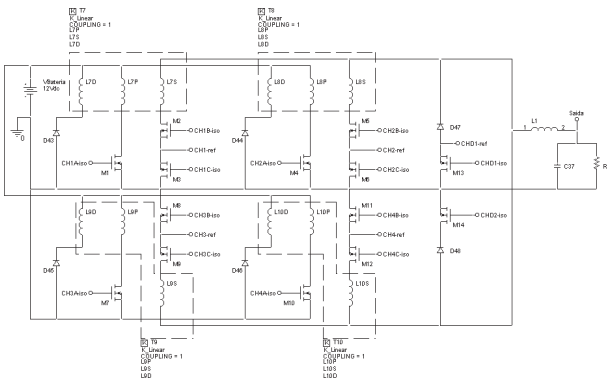 K T7
K_Linear
COUPLING = 1
L7P
L7S
L7D
K T8
K_Linear
COUPLING = 1
L8P
L8S
L8D
VBateria
12Vdc
0
L7D
L7P
L7S
L8D
L8P
L8S
D43
CH1A-iso
M1
M2
CH1B-iso
CH1-ref
CH1C-iso
M3
D44
CH2A-iso
M4
M5
CH2B-iso
CH2-ref
CH2C-iso
M6
D47
CHD1-ref
CHD1-iso
M13
1
L1
2
Saída
C37
R
L9D
L9P
M8
CH3B-iso
CH3-ref
CH3C-iso
M9
L9S
D45
CH3A-iso
M7
L10D
L10P
M11
CH4B-iso
CH4-ref
CH4C-iso
M12
L10S
D46
CH4A-iso
M10
CHD2-iso
M14
D48
K T9
K_Linear
COUPLING = 1
L9P
L9S
L9D
K T10
K_Linear
COUPLING = 1
L10P
L10S
L10D